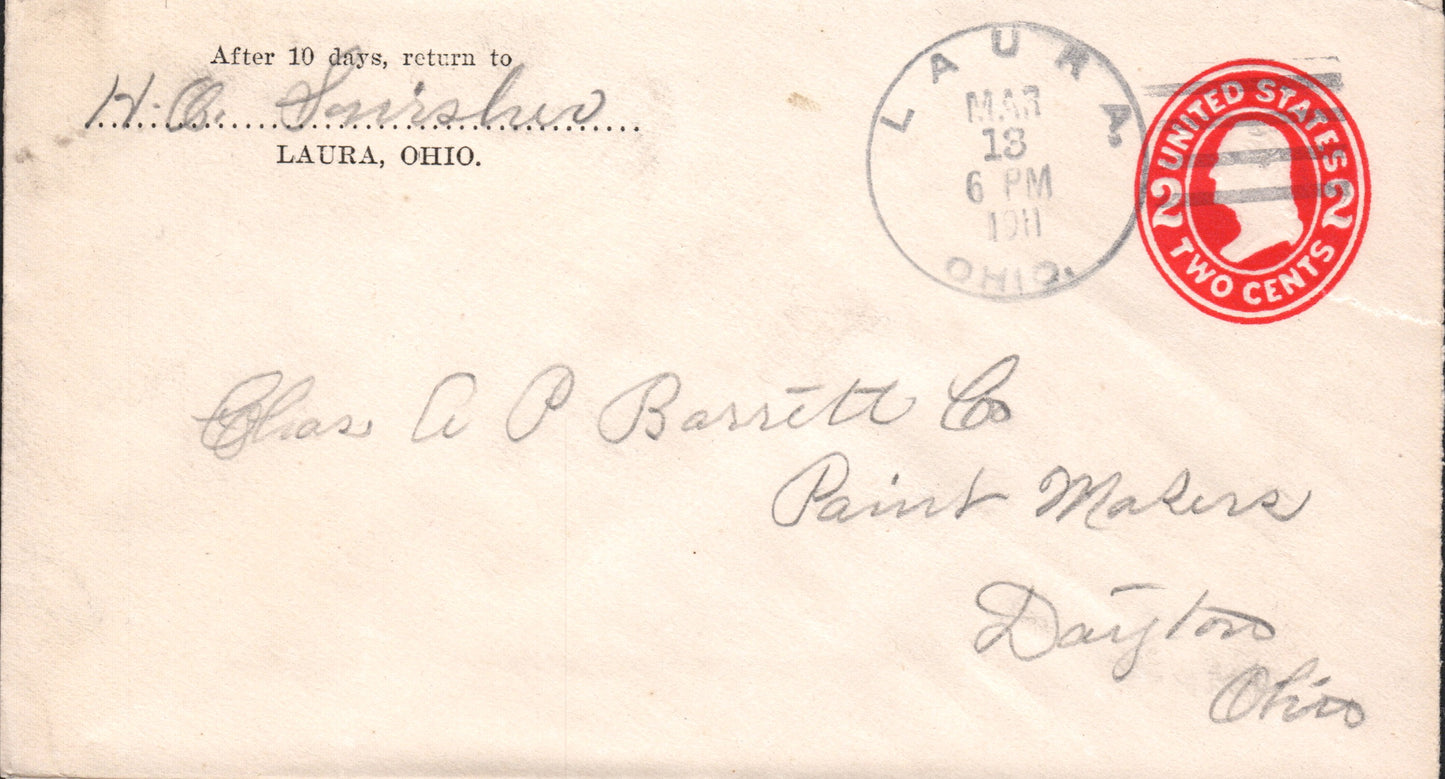 After 10 days, return to
H. C. Swisher
LAURA, OHIO.
LAURA,
MAR
13
6 PM
1911
OHIO.
UNITED STATES
2 2
TWO CENTS
Chas A P Barrett Co
Paint Makers
Dayton
Ohio